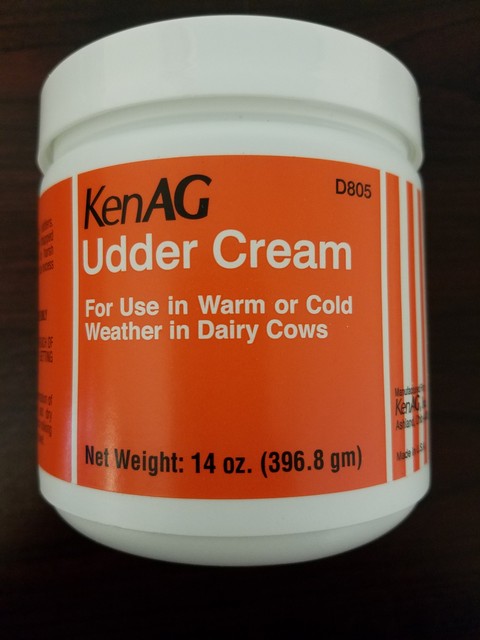 KenAG
D805
Udder Cream
For Use in Warm or Cold
Weather in Dairy Cows
Net Weight: 14 oz. (396.8 gm)
KenAG
Made